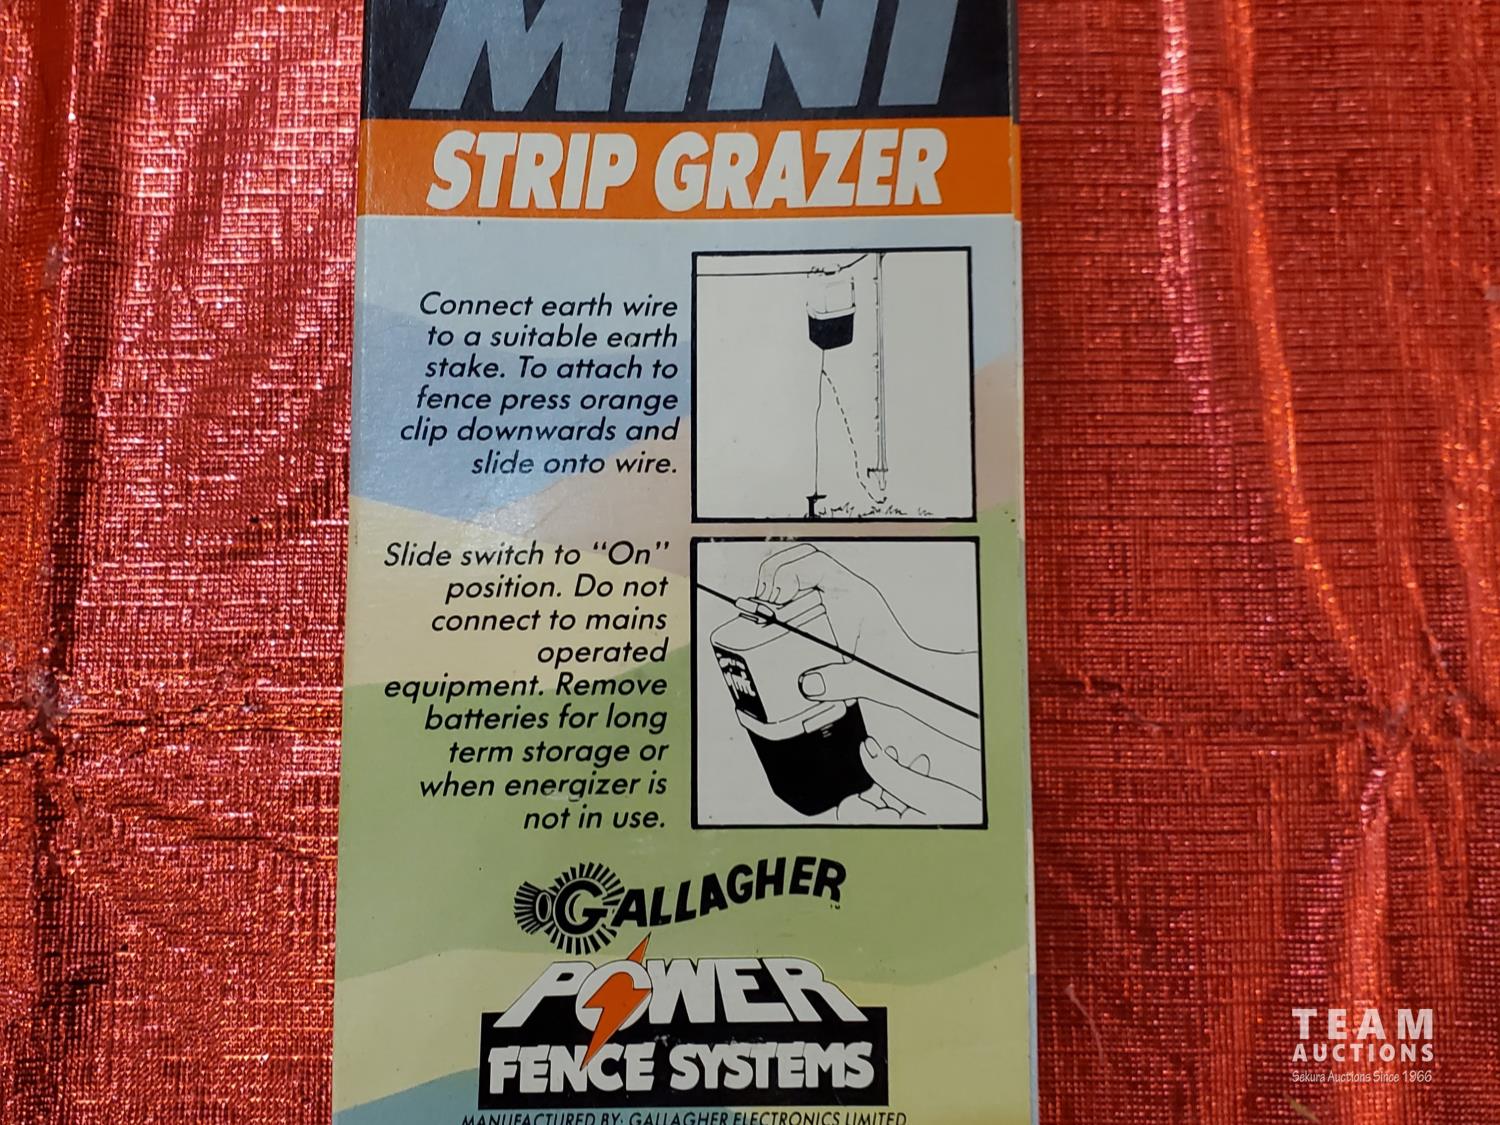 MINI
STRIP GRAZER
Connect earth wire
to a suitable earth
stake. To attach to
fence press orange
clip downwards and
slide onto wire.
Slide switch to “On”
position. Do not
connect to mains
operated
equipment. Remove
batteries for long
term storage or
when energizer is
not in use.
GALLAGHER
POWER
FENCE SYSTEMS
MANUFACTURED BY: GALLAGHER ELECTRONICS LIMITED
TEAM
AUCTIONS
Sekura Auctions Since 1966